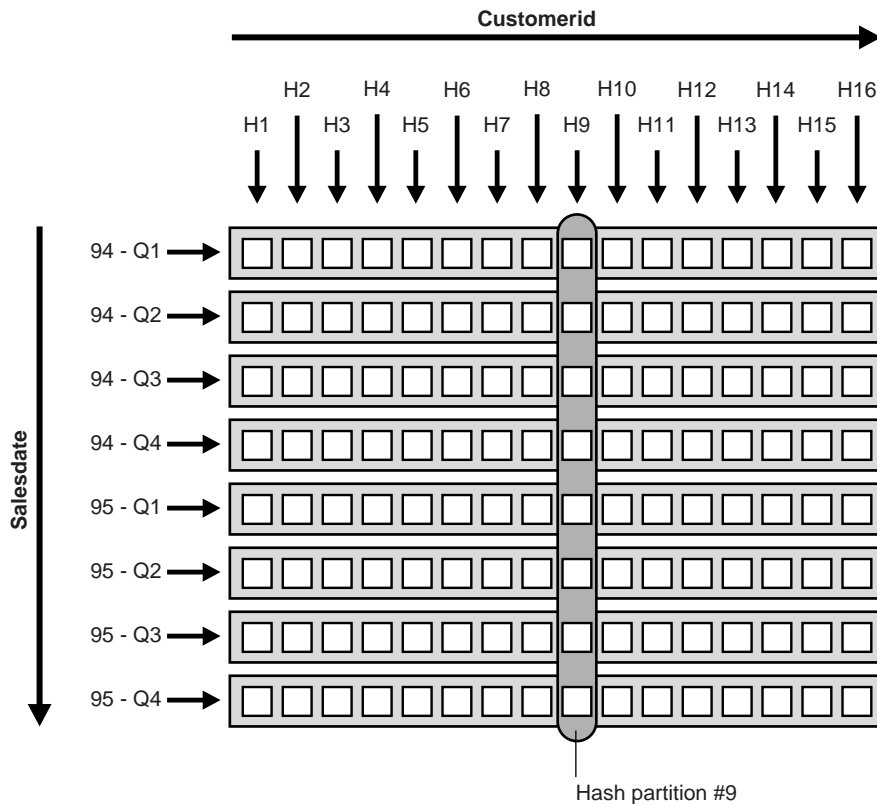 Customerid
H2 H4 H6 H8 H10 H12 H14 H16
H1 H3 H5 H7 H9 H11 H13 H15
Salesdate
94 - Q1
94 - Q2
94 - Q3
94 - Q4
95 - Q1
95 - Q2
95 - Q3
95 - Q4
Hash partition #9